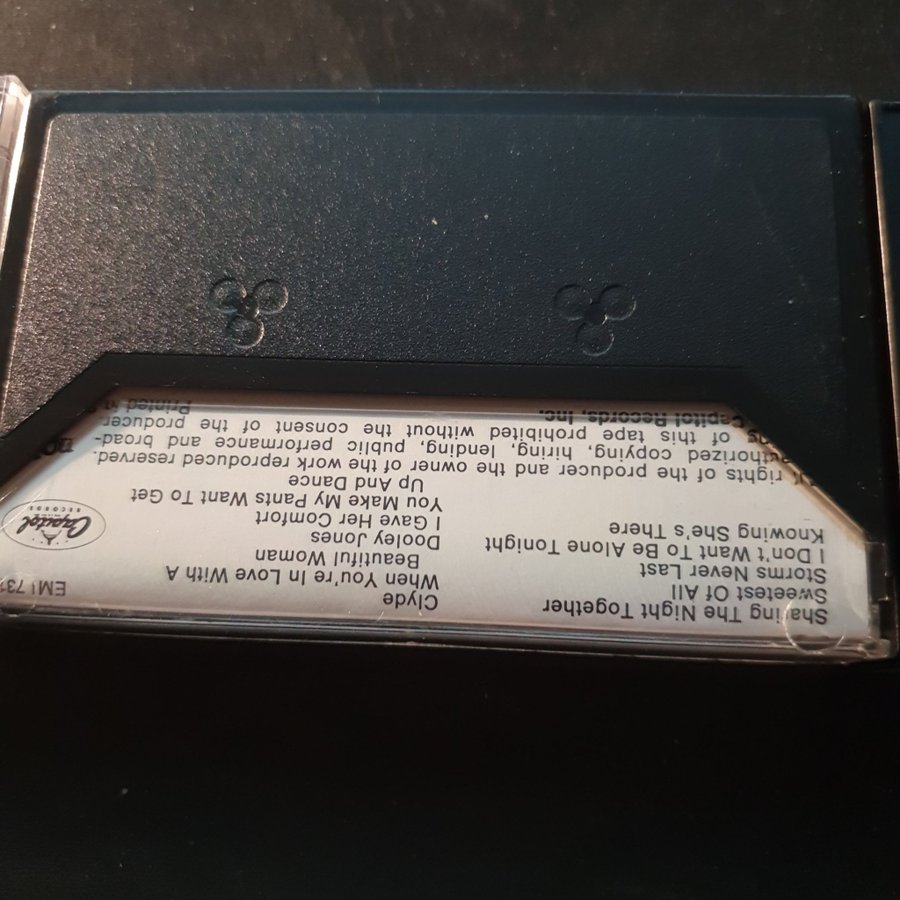 Sharing The Night Together
Sweetest Of All
Storms Never Last
I Don't Want To Be Alone Tonight
Knowing She's There
Clyde
When You're In Love With A
Beautiful Woman
Dooley Jones
I Gave Her Comfort
You Make My Pants Want To Get
Up And Dance
EMI 731
Capitol
RECORDS
rights of the producer and the owner of the work reproduced reserved.
copying, hiring, lending, public performance and broad-
of this tape prohibited without the consent of the producer
Capitol Records, Inc.
Printed